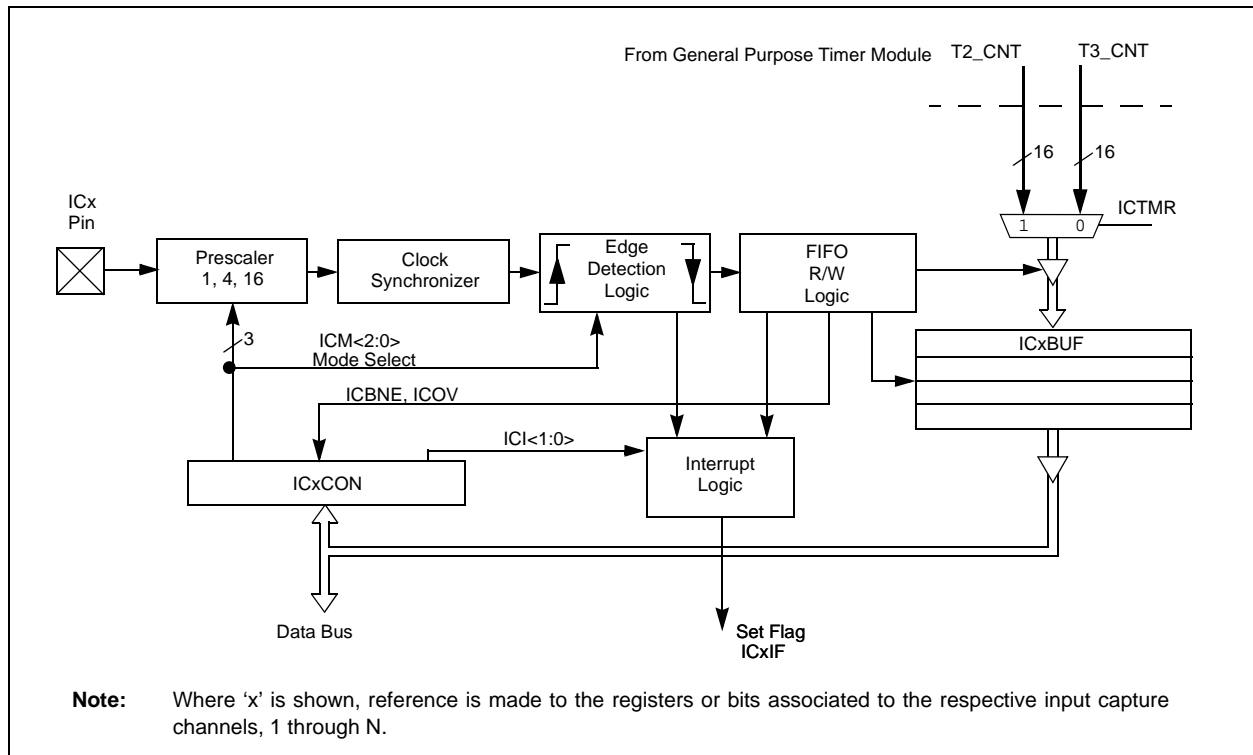 From General Purpose Timer Module
T2_CNT
T3_CNT
16
16
ICx
Pin
ICTMR
1
0
Prescaler
1, 4, 16
Clock
Synchronizer
Edge
Detection
Logic
FIFO
R/W
Logic
3
ICM<2:0>
Mode Select
ICxBUF
ICBNE, ICOV
ICI<1:0>
ICxCON
Interrupt
Logic
Data Bus
Set Flag
ICxIF
Note: Where ‘x’ is shown, reference is made to the registers or bits associated to the respective input capture
channels, 1 through N.